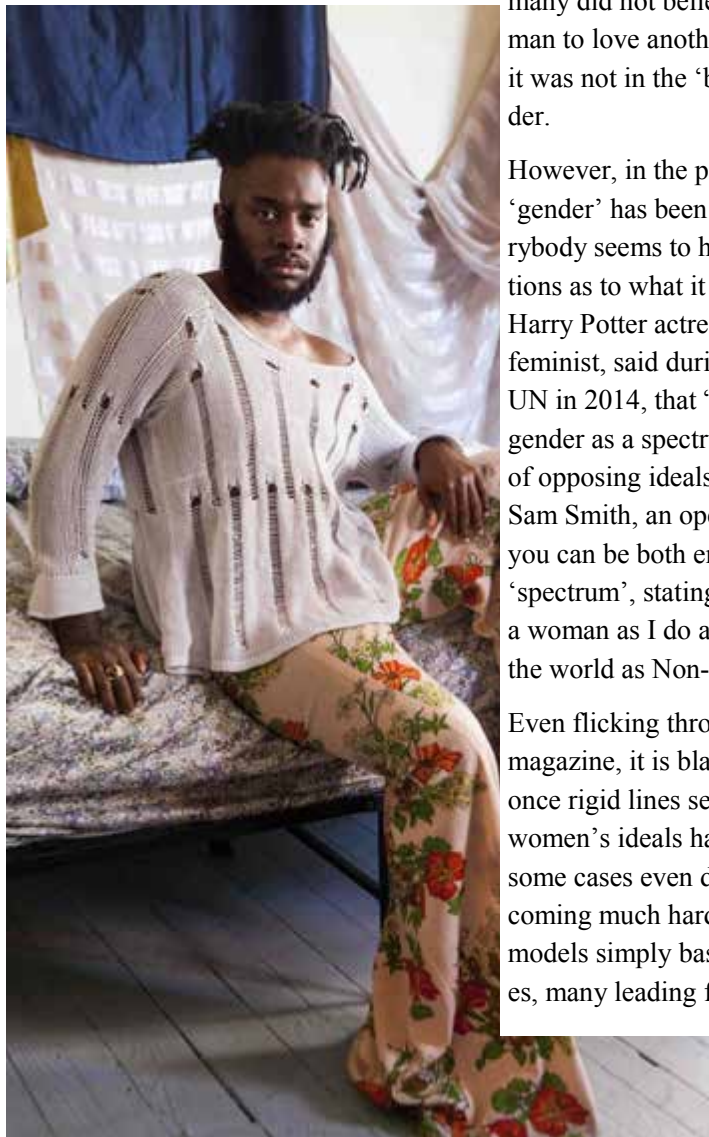 many did not belie
man to love anoth
it was not in the ‘b
der.
However, in the p
‘gender’ has been
rybody seems to h
tions as to what it
Harry Potter actre
feminist, said duri
UN in 2014, that ‘
gender as a spectru
of opposing ideals
Sam Smith, an ope
you can be both en
‘spectrum’, stating
a woman as I do a
the world as Non-
Even flicking thro
magazine, it is bla
once rigid lines se
women’s ideals ha
some cases even d
coming much hard
models simply bas
es, many leading f